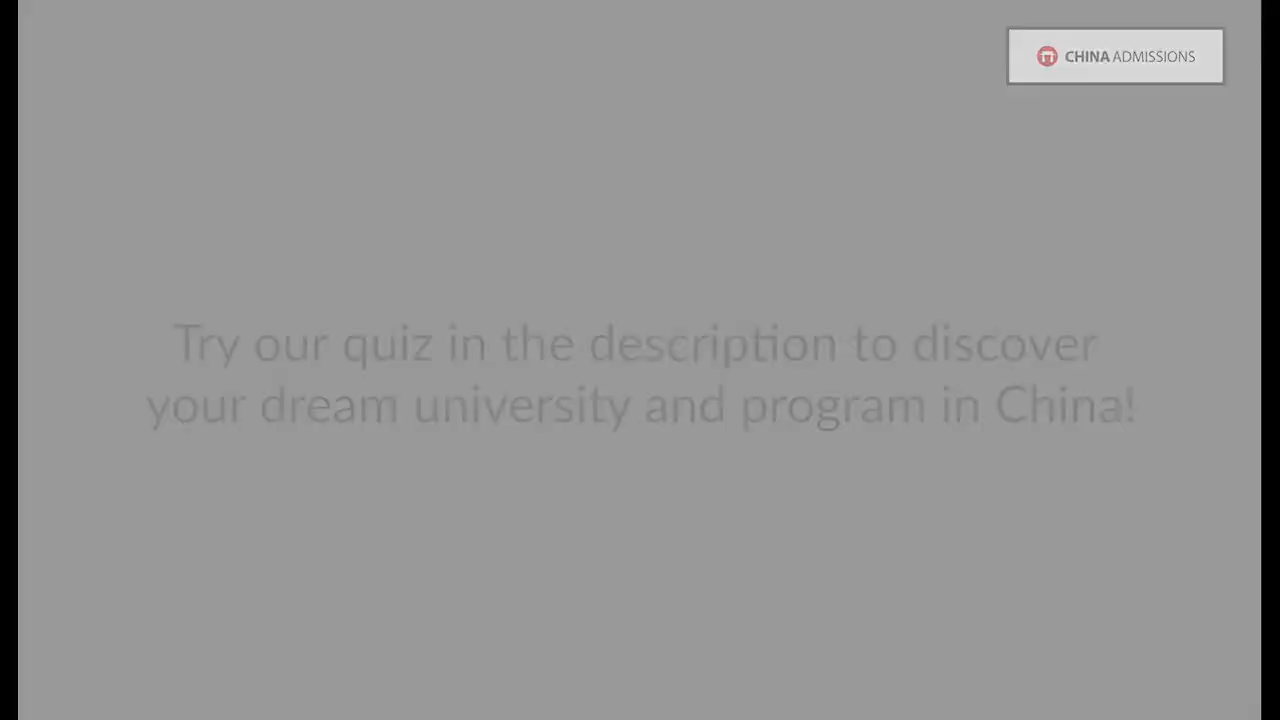 CHINA ADMISSIONS
Try our quiz in the description to discover
your dream university and program in China!